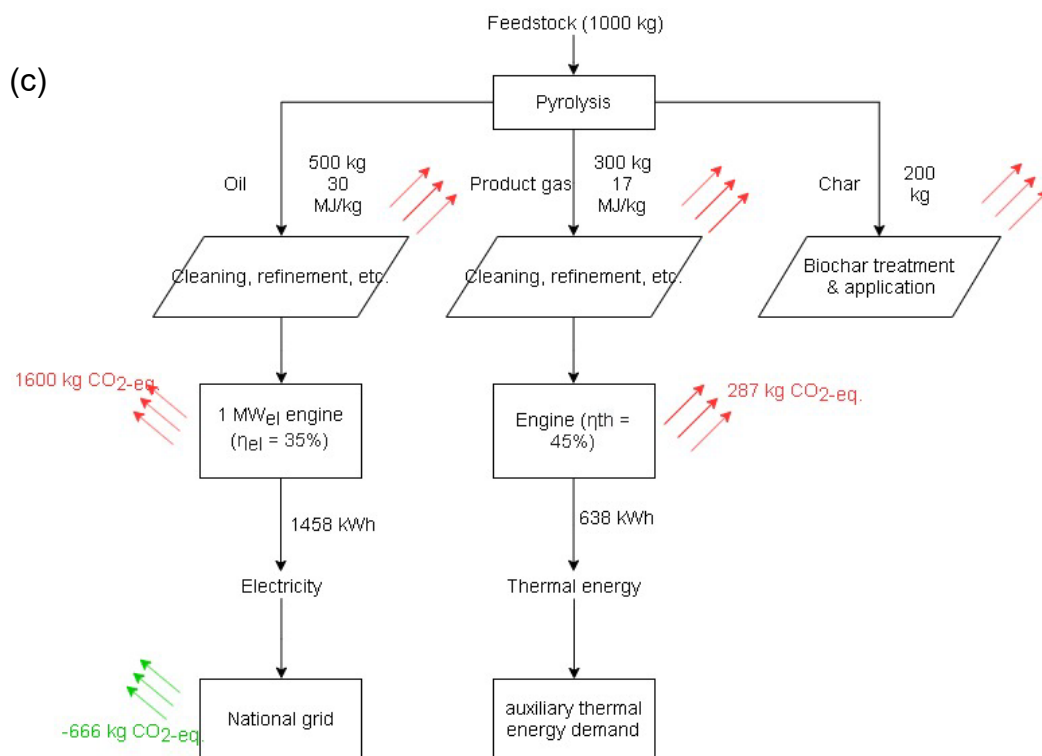 Feedstock (1000 kg)
(c)
Pyrolysis
Oil
500 kg
30
MJ/kg
Product gas
300 kg
17
MJ/kg
Char
200
kg
Cleaning, refinement, etc.
Cleaning, refinement, etc.
Biochar treatment
& application
1600 kg CO2-eq.
1 MWel engine
(ηel = 35%)
Engine (ηth =
45%)
287 kg CO2-eq.
1458 kWh
638 kWh
Electricity
Thermal energy
-666 kg CO2-eq.
National grid
auxiliary thermal
energy demand